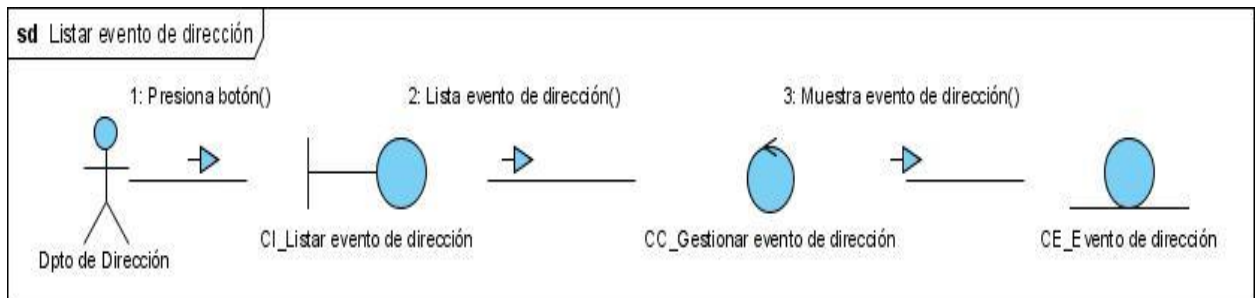 sd Listar evento de dirección
1: Presiona botón()
2: Lista evento de dirección()
3: Muestra evento de dirección()
Dpto de Dirección
CI_Listar evento de dirección
CC_Gestionar evento de dirección
CE_Evento de dirección